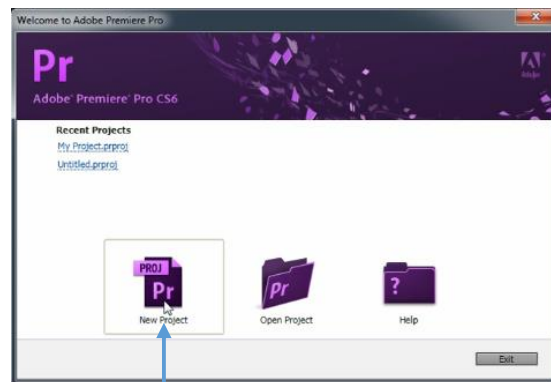 Welcome to Adobe Premiere Pro
Pr
Adobe® Premiere® Pro CS6
Adobe
Recent Projects
My Project.prproj
Untitled.prproj
PROJ
Pr
Pr
?
New Project
Open Project
Help
Exit